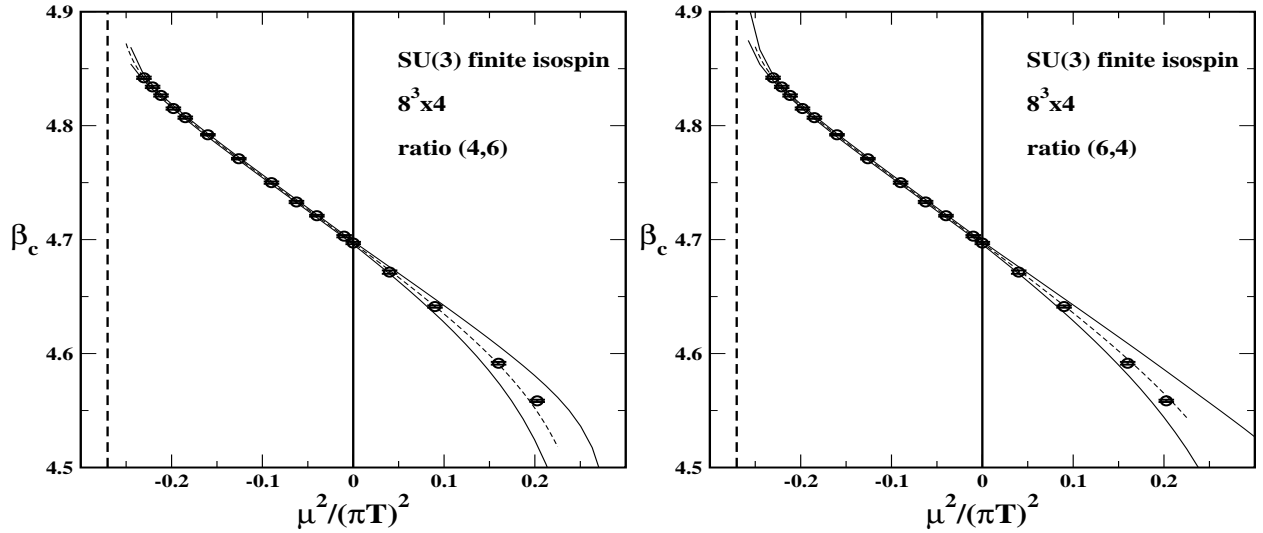 4.9
SU(3) finite isospin
8³x4
ratio (4,6)
4.8
β_c 4.7
4.6
4.5
-0.2 -0.1 0 0.1 0.2
μ²/(πT)²
4.9
SU(3) finite isospin
8³x4
ratio (6,4)
4.8
β_c 4.7
4.6
4.5
-0.2 -0.1 0 0.1 0.2
μ²/(πT)²